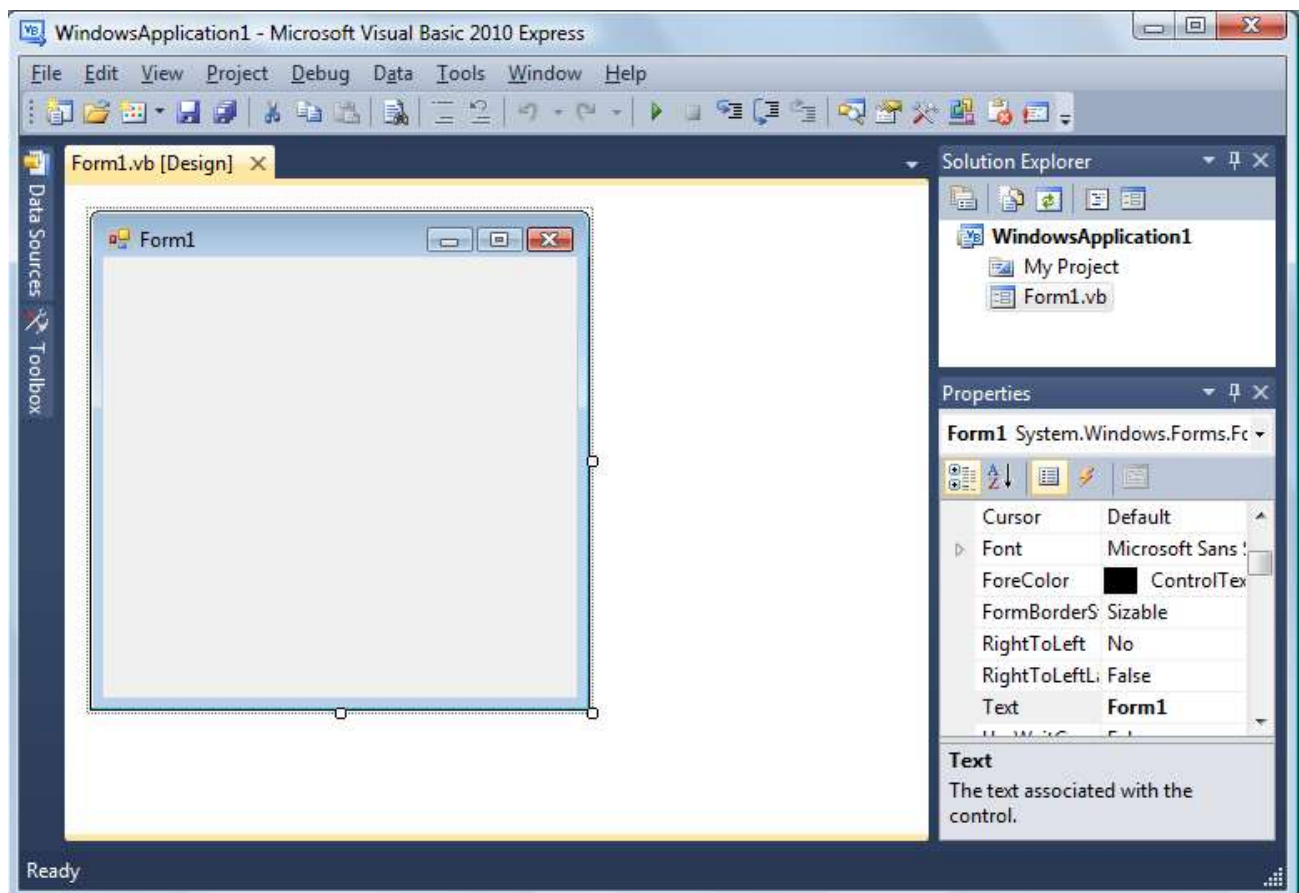 WindowsApplication1 - Microsoft Visual Basic 2010 Express
File Edit View Project Debug Data Tools Window Help
Data Sources
Toolbox
Form1.vb [Design]
Form1
Solution Explorer
WindowsApplication1
My Project
Form1.vb
Properties
Form1 System.Windows.Forms.Fo
Cursor Default
Font Microsoft Sans S
ForeColor ControlTex
FormBorderS Sizable
RightToLeft No
RightToLeftLa False
Text Form1
Text
The text associated with the
control.
Ready